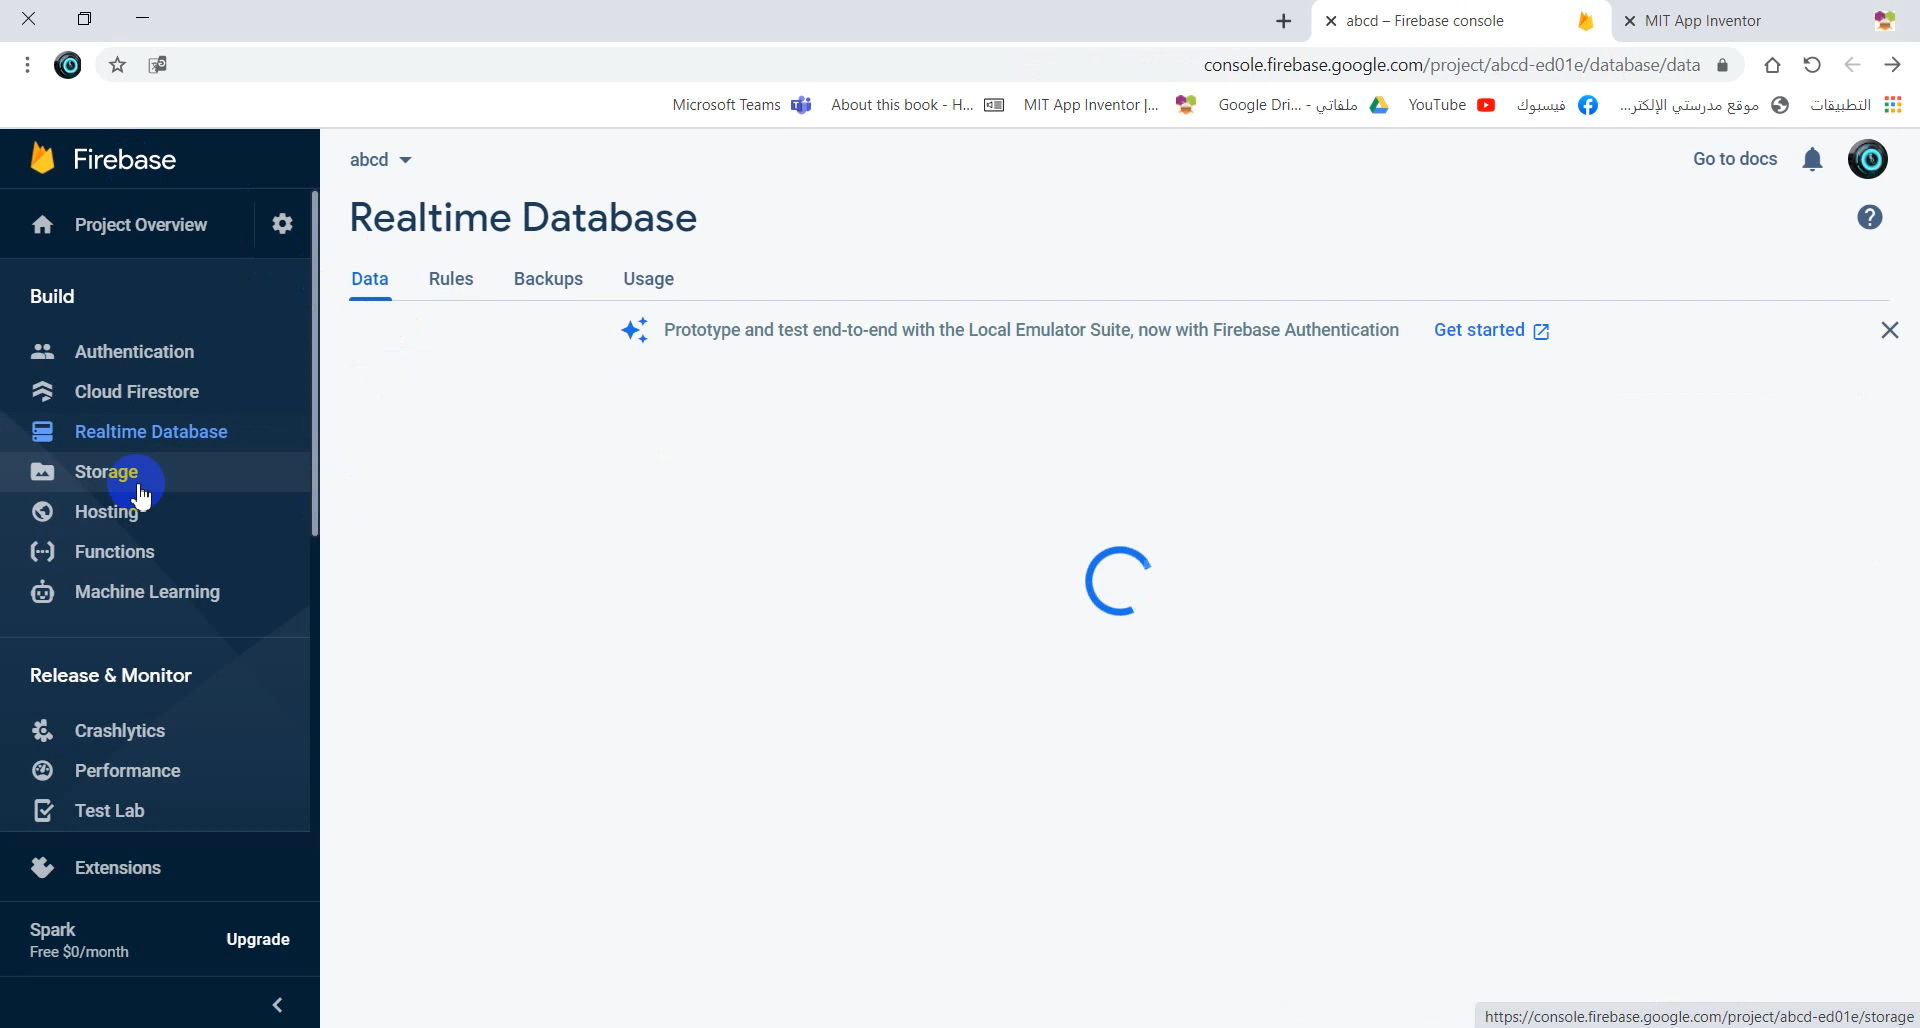 abcd – Firebase console
MIT App Inventor
console.firebase.google.com/project/abcd-ed01e/database/data
Microsoft Teams
About this book - H...
MIT App Inventor |...
Google Dri... - ملفاتي
YouTube
فيسبوك
موقع مدرستي الإلكتر...
التطبيقات
Firebase
abcd
Go to docs
Project Overview
Realtime Database
Data
Rules
Backups
Usage
Prototype and test end-to-end with the Local Emulator Suite, now with Firebase Authentication
Get started
Build
Authentication
Cloud Firestore
Realtime Database
Storage
Hosting
Functions
Machine Learning
Release & Monitor
Crashlytics
Performance
Test Lab
Extensions
Spark
Free $0/month
Upgrade
https://console.firebase.google.com/project/abcd-ed01e/storage